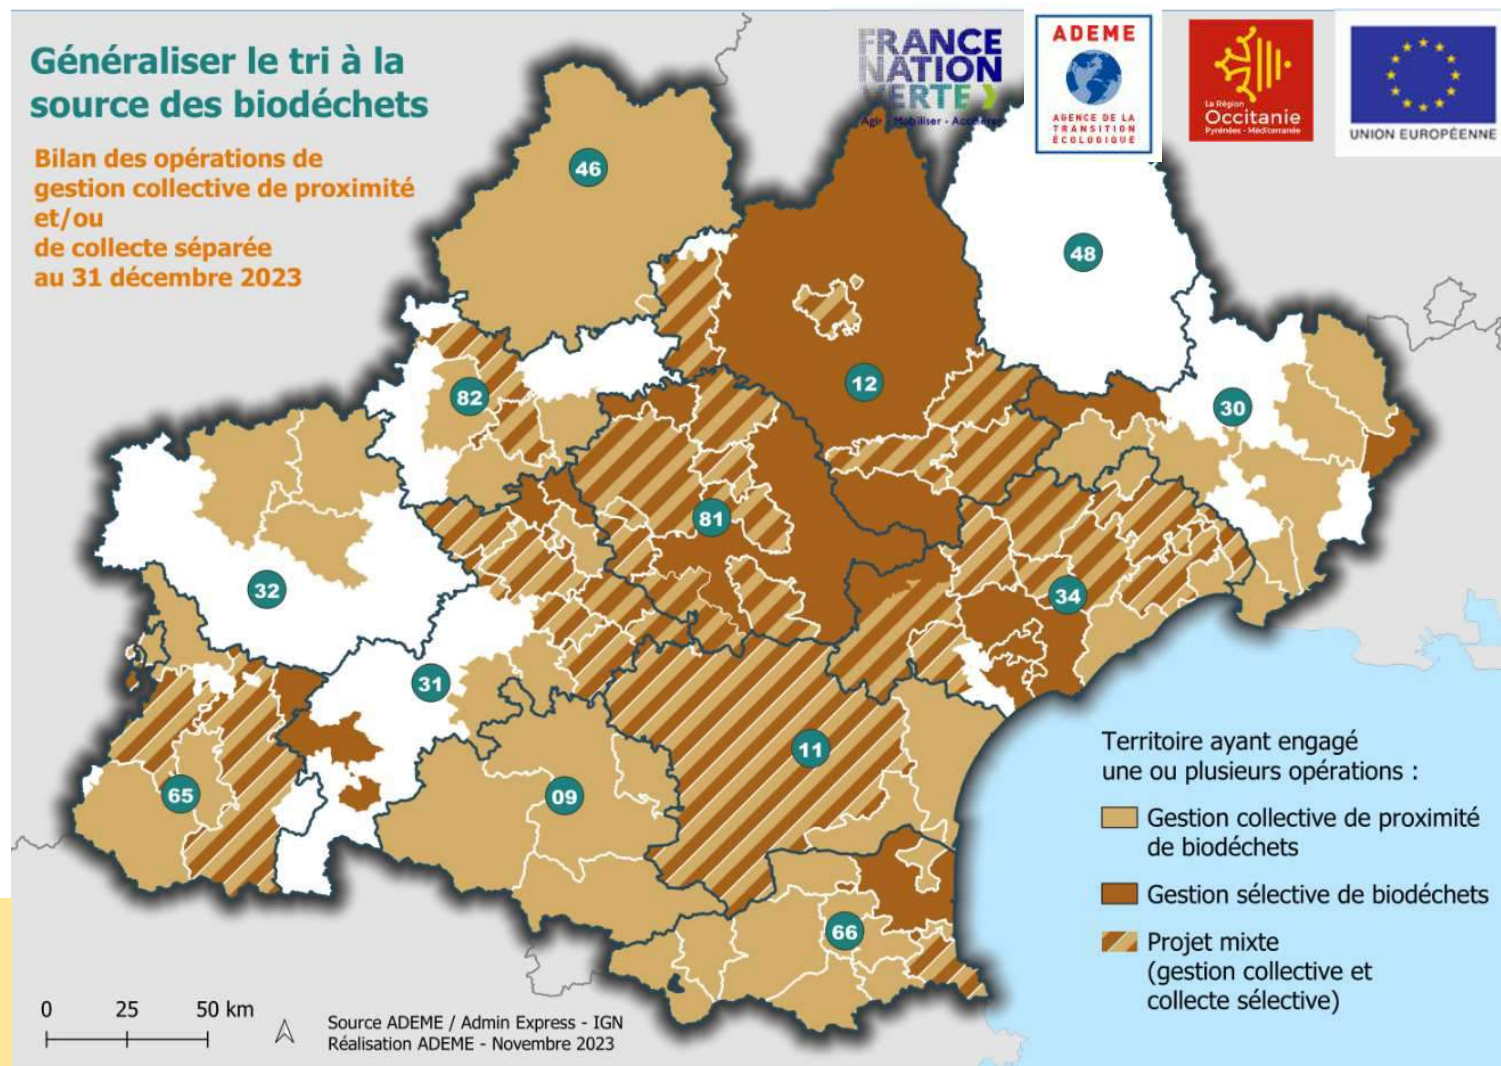 Généraliser le tri à la
source des biodéchets
Bilan des opérations de
gestion collective de proximité
et/ou
de collecte séparée
au 31 décembre 2023
FRANCE
NATION
VERTE
Agir - Mobiliser - Accélérer
ADEME
AGENCE DE LA
TRANSITION
ÉCOLOGIQUE
La Région
Occitanie
Pyrénées - Méditerranée
UNION EUROPÉENNE
46
48
12
82
30
81
32
34
31
11
65
09
66
Territoire ayant engagé
une ou plusieurs opérations :
Gestion collective de proximité
de biodéchets
Gestion sélective de biodéchets
Projet mixte
(gestion collective et
collecte sélective)
0 25 50 km
Source ADEME / Admin Express - IGN
Réalisation ADEME - Novembre 2023